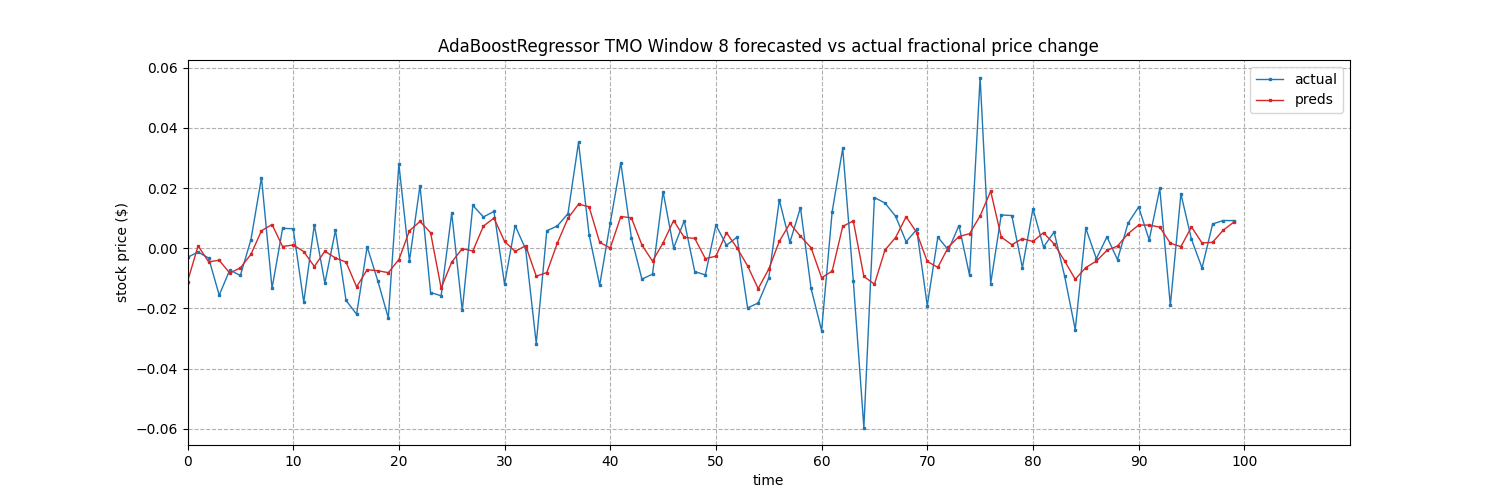 AdaBoostRegressor TMO Window 8 forecasted vs actual fractional price change
0.06
0.04
0.02
0.00
−0.02
−0.04
−0.06
stock price ($)
actual
preds
0 10 20 30 40 50 60 70 80 90 100
time